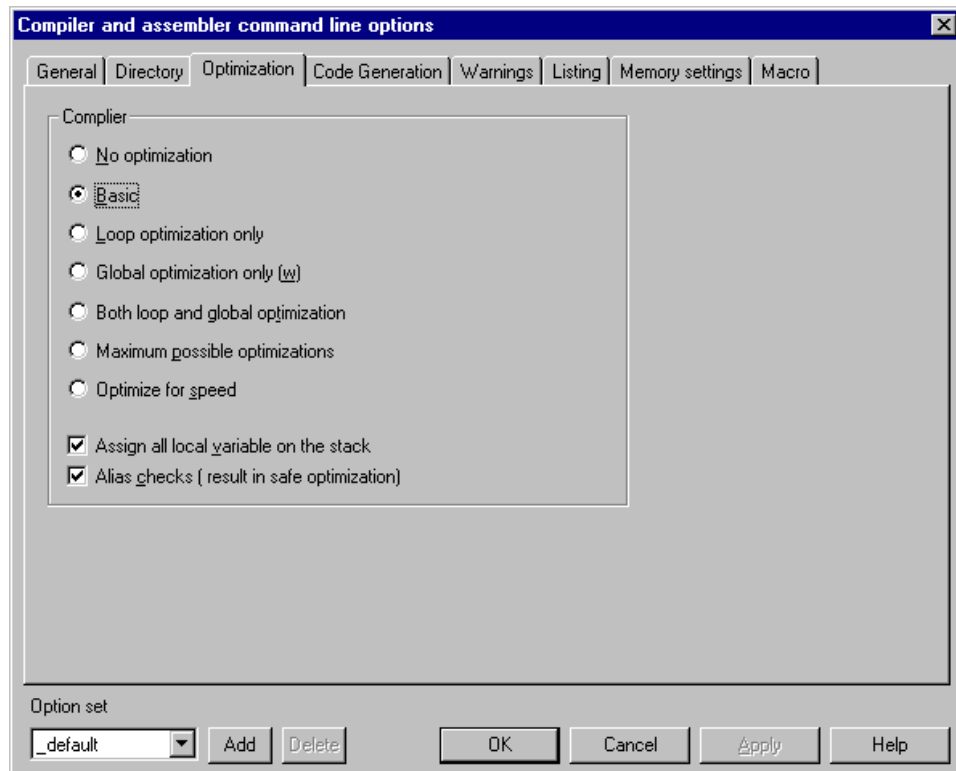 Compiler and assembler command line options
General Directory Optimization Code Generation Warnings Listing Memory settings Macro
Complier
No optimization
Basic
Loop optimization only
Global optimization only (w)
Both loop and global optimization
Maximum possible optimizations
Optimize for speed
Assign all local variable on the stack
Alias checks ( result in safe optimization)
Option set
_default Add Delete OK Cancel Apply Help